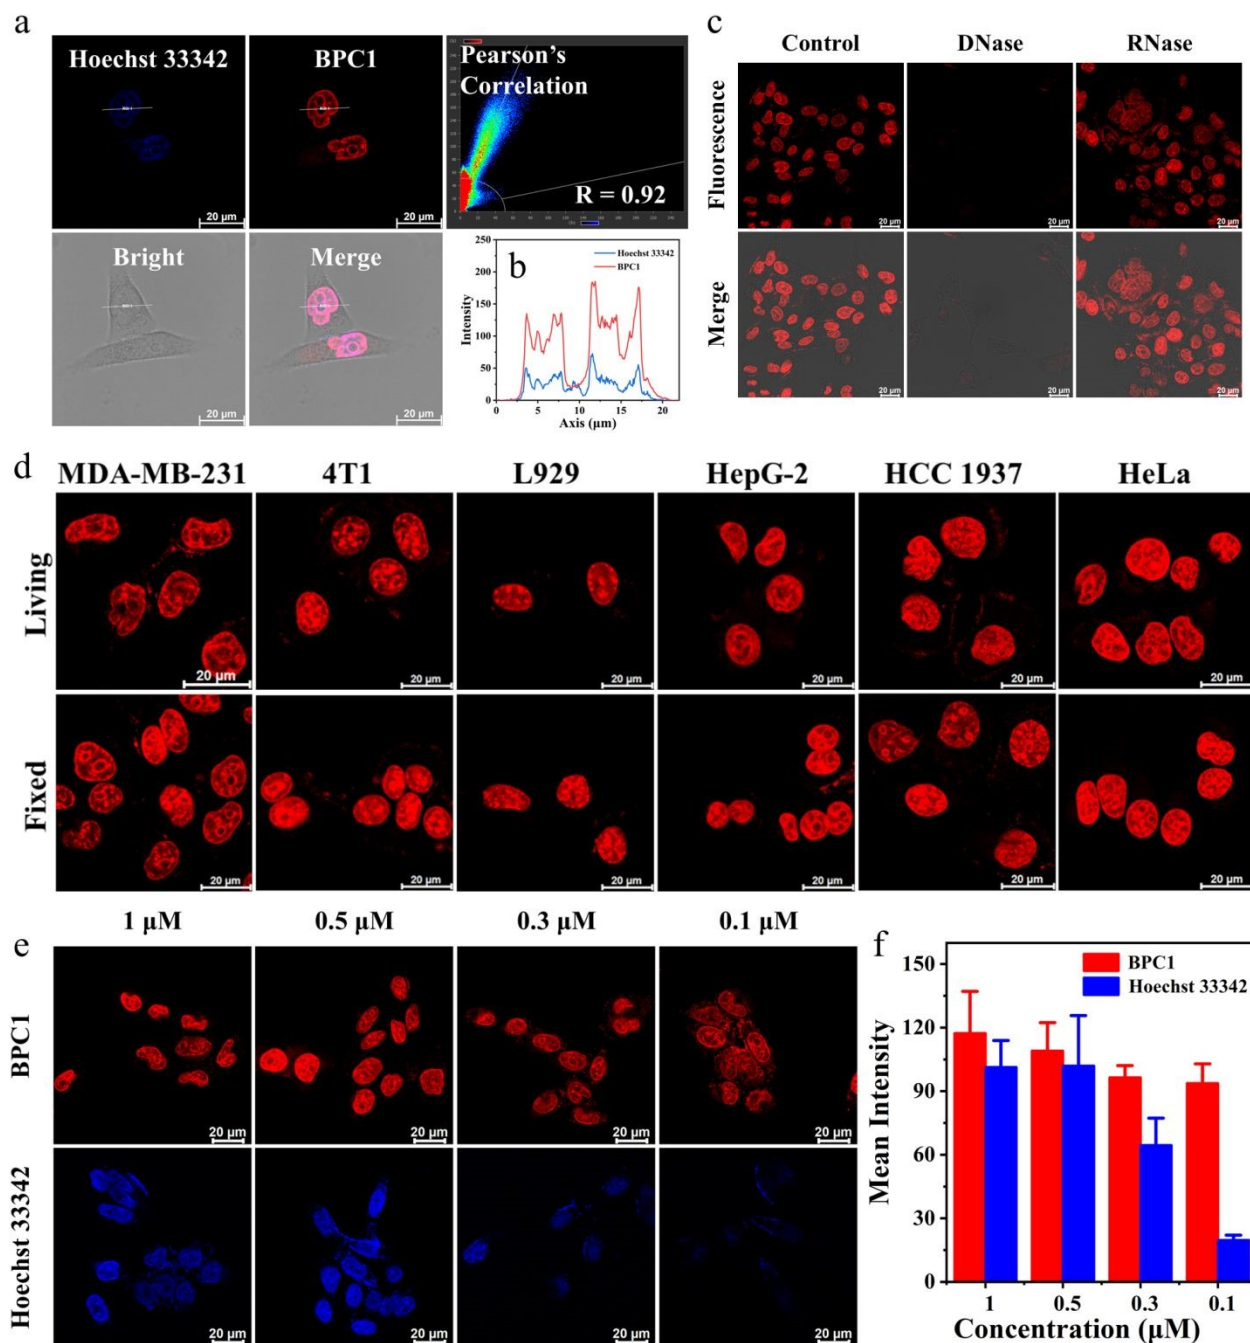 a
Hoechst 33342
BPC1
Pearson's
Correlation
R = 0.92
20 µm
20 µm
Bright
Merge
20 µm
20 µm
b
Hoechst 33342
BPC1
Intensity
250
200
150
100
50
0
0 5 10 15 20
Axis (µm)
c
Control DNase RNase
Fluorescence
20 µm
20 µm
20 µm
Merge
20 µm
20 µm
20 µm
d
MDA-MB-231 4T1 L929 HepG-2 HCC 1937 HeLa
Living
20 µm
20 µm
20 µm
20 µm
20 µm
20 µm
Fixed
20 µm
20 µm
20 µm
20 µm
20 µm
20 µm
e
1 µM 0.5 µM 0.3 µM 0.1 µM
BPC1
20 µm
20 µm
20 µm
20 µm
Hoechst 33342
20 µm
20 µm
20 µm
20 µm
f
BPC1
Hoechst 33342
Mean Intensity
150
120
90
60
30
0
1 0.5 0.3 0.1
Concentration (µM)